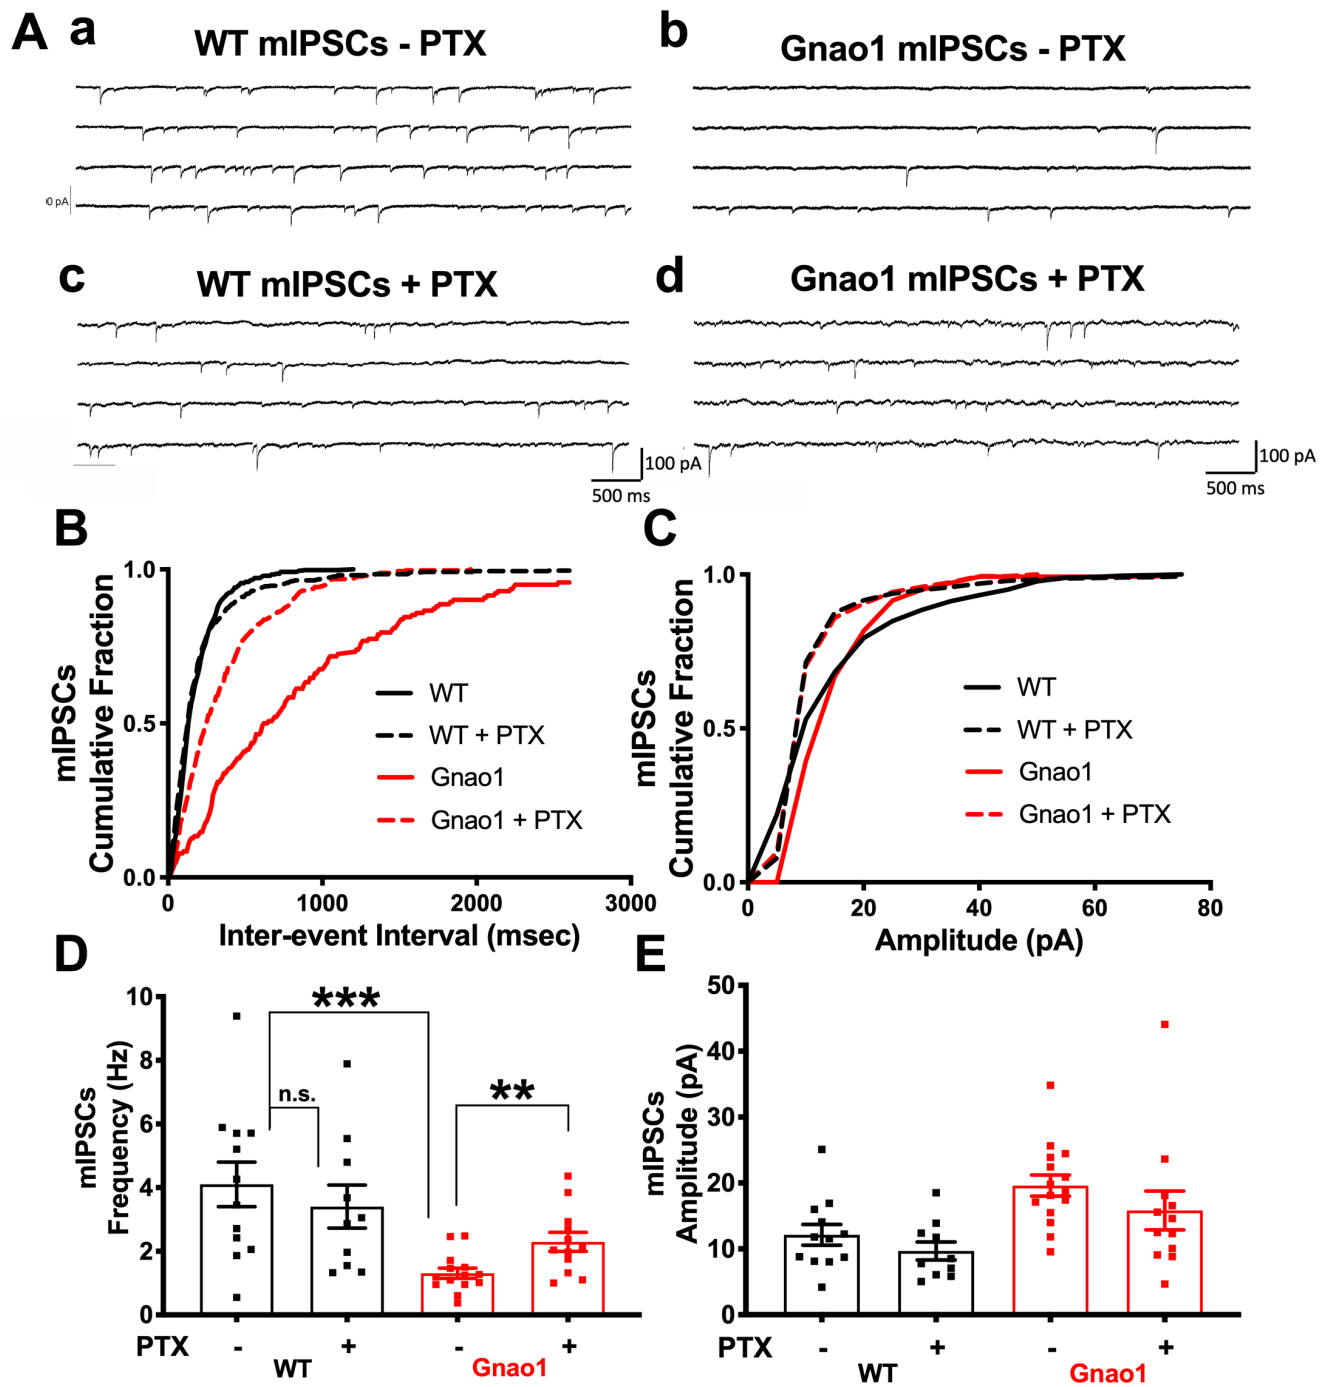 A
a
WT mIPSCs - PTX
b
Gnao1 mIPSCs - PTX
0 pA
c
WT mIPSCs + PTX
d
Gnao1 mIPSCs + PTX
100 pA
500 ms
100 pA
500 ms
B
mIPSCs
Cumulative Fraction
1.0
0.5
0.0
0
1000
2000
3000
Inter-event Interval (msec)
WT
WT + PTX
Gnao1
Gnao1 + PTX
C
mIPSCs
Cumulative Fraction
1.0
0.5
0.0
0
20
40
60
80
Amplitude (pA)
WT
WT + PTX
Gnao1
Gnao1 + PTX
D
mIPSCs
Frequency (Hz)
10
8
6
4
2
0
***
n.s.
**
PTX - + - +
WT
Gnao1
E
mIPSCs
Amplitude (pA)
50
40
30
20
10
0
PTX - + - +
WT
Gnao1